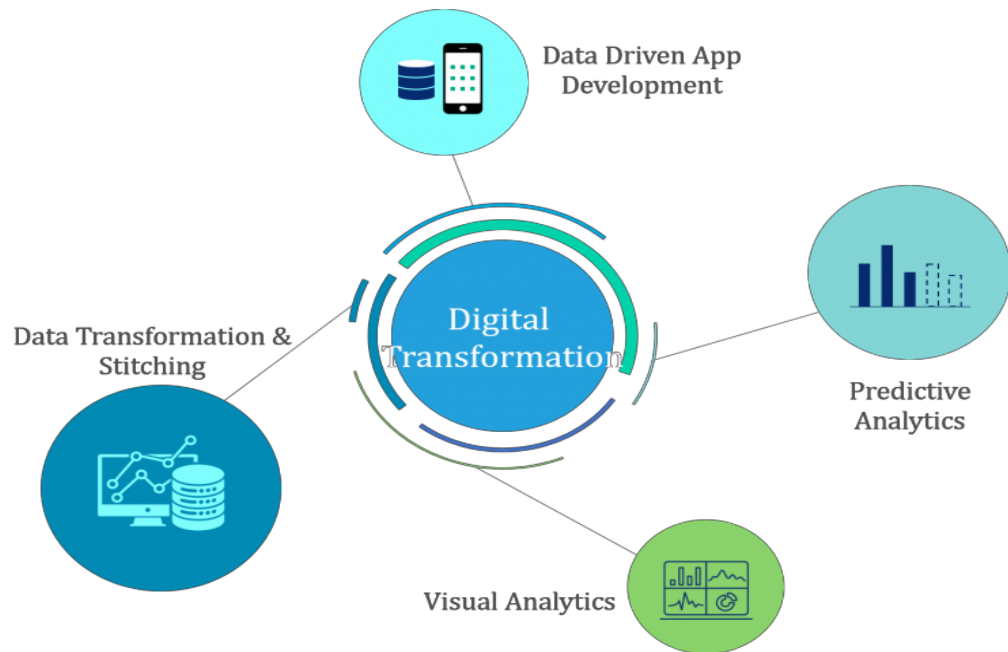 Data Driven App
Development
Digital
Transformation
Data Transformation &
Stitching
Predictive
Analytics
Visual Analytics